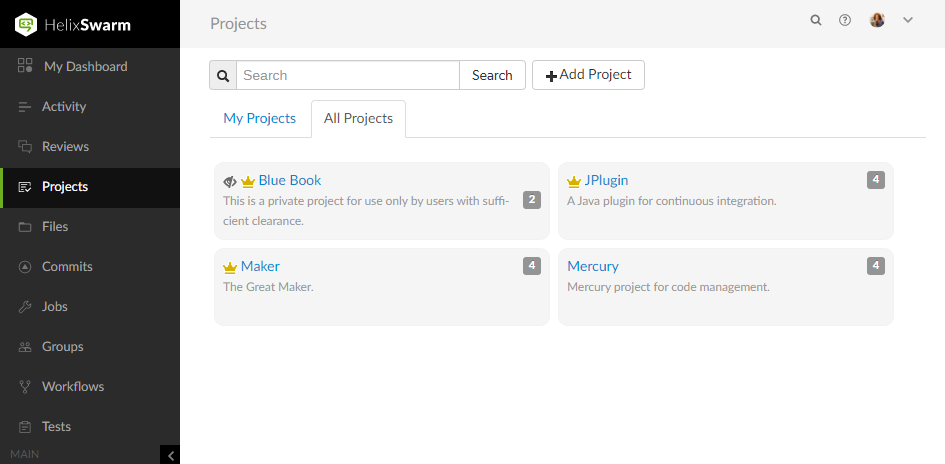 HelixSwarm
Projects
My Dashboard
Activity
Reviews
Projects
Files
Commits
Jobs
Groups
Workflows
Tests
MAIN
Search
Search
Add Project
My Projects
All Projects
Blue Book
This is a private project for use only by users with suffi-
cient clearance.
2
JPlugin
4
A Java plugin for continuous integration.
Maker
4
The Great Maker.
Mercury
4
Mercury project for code management.